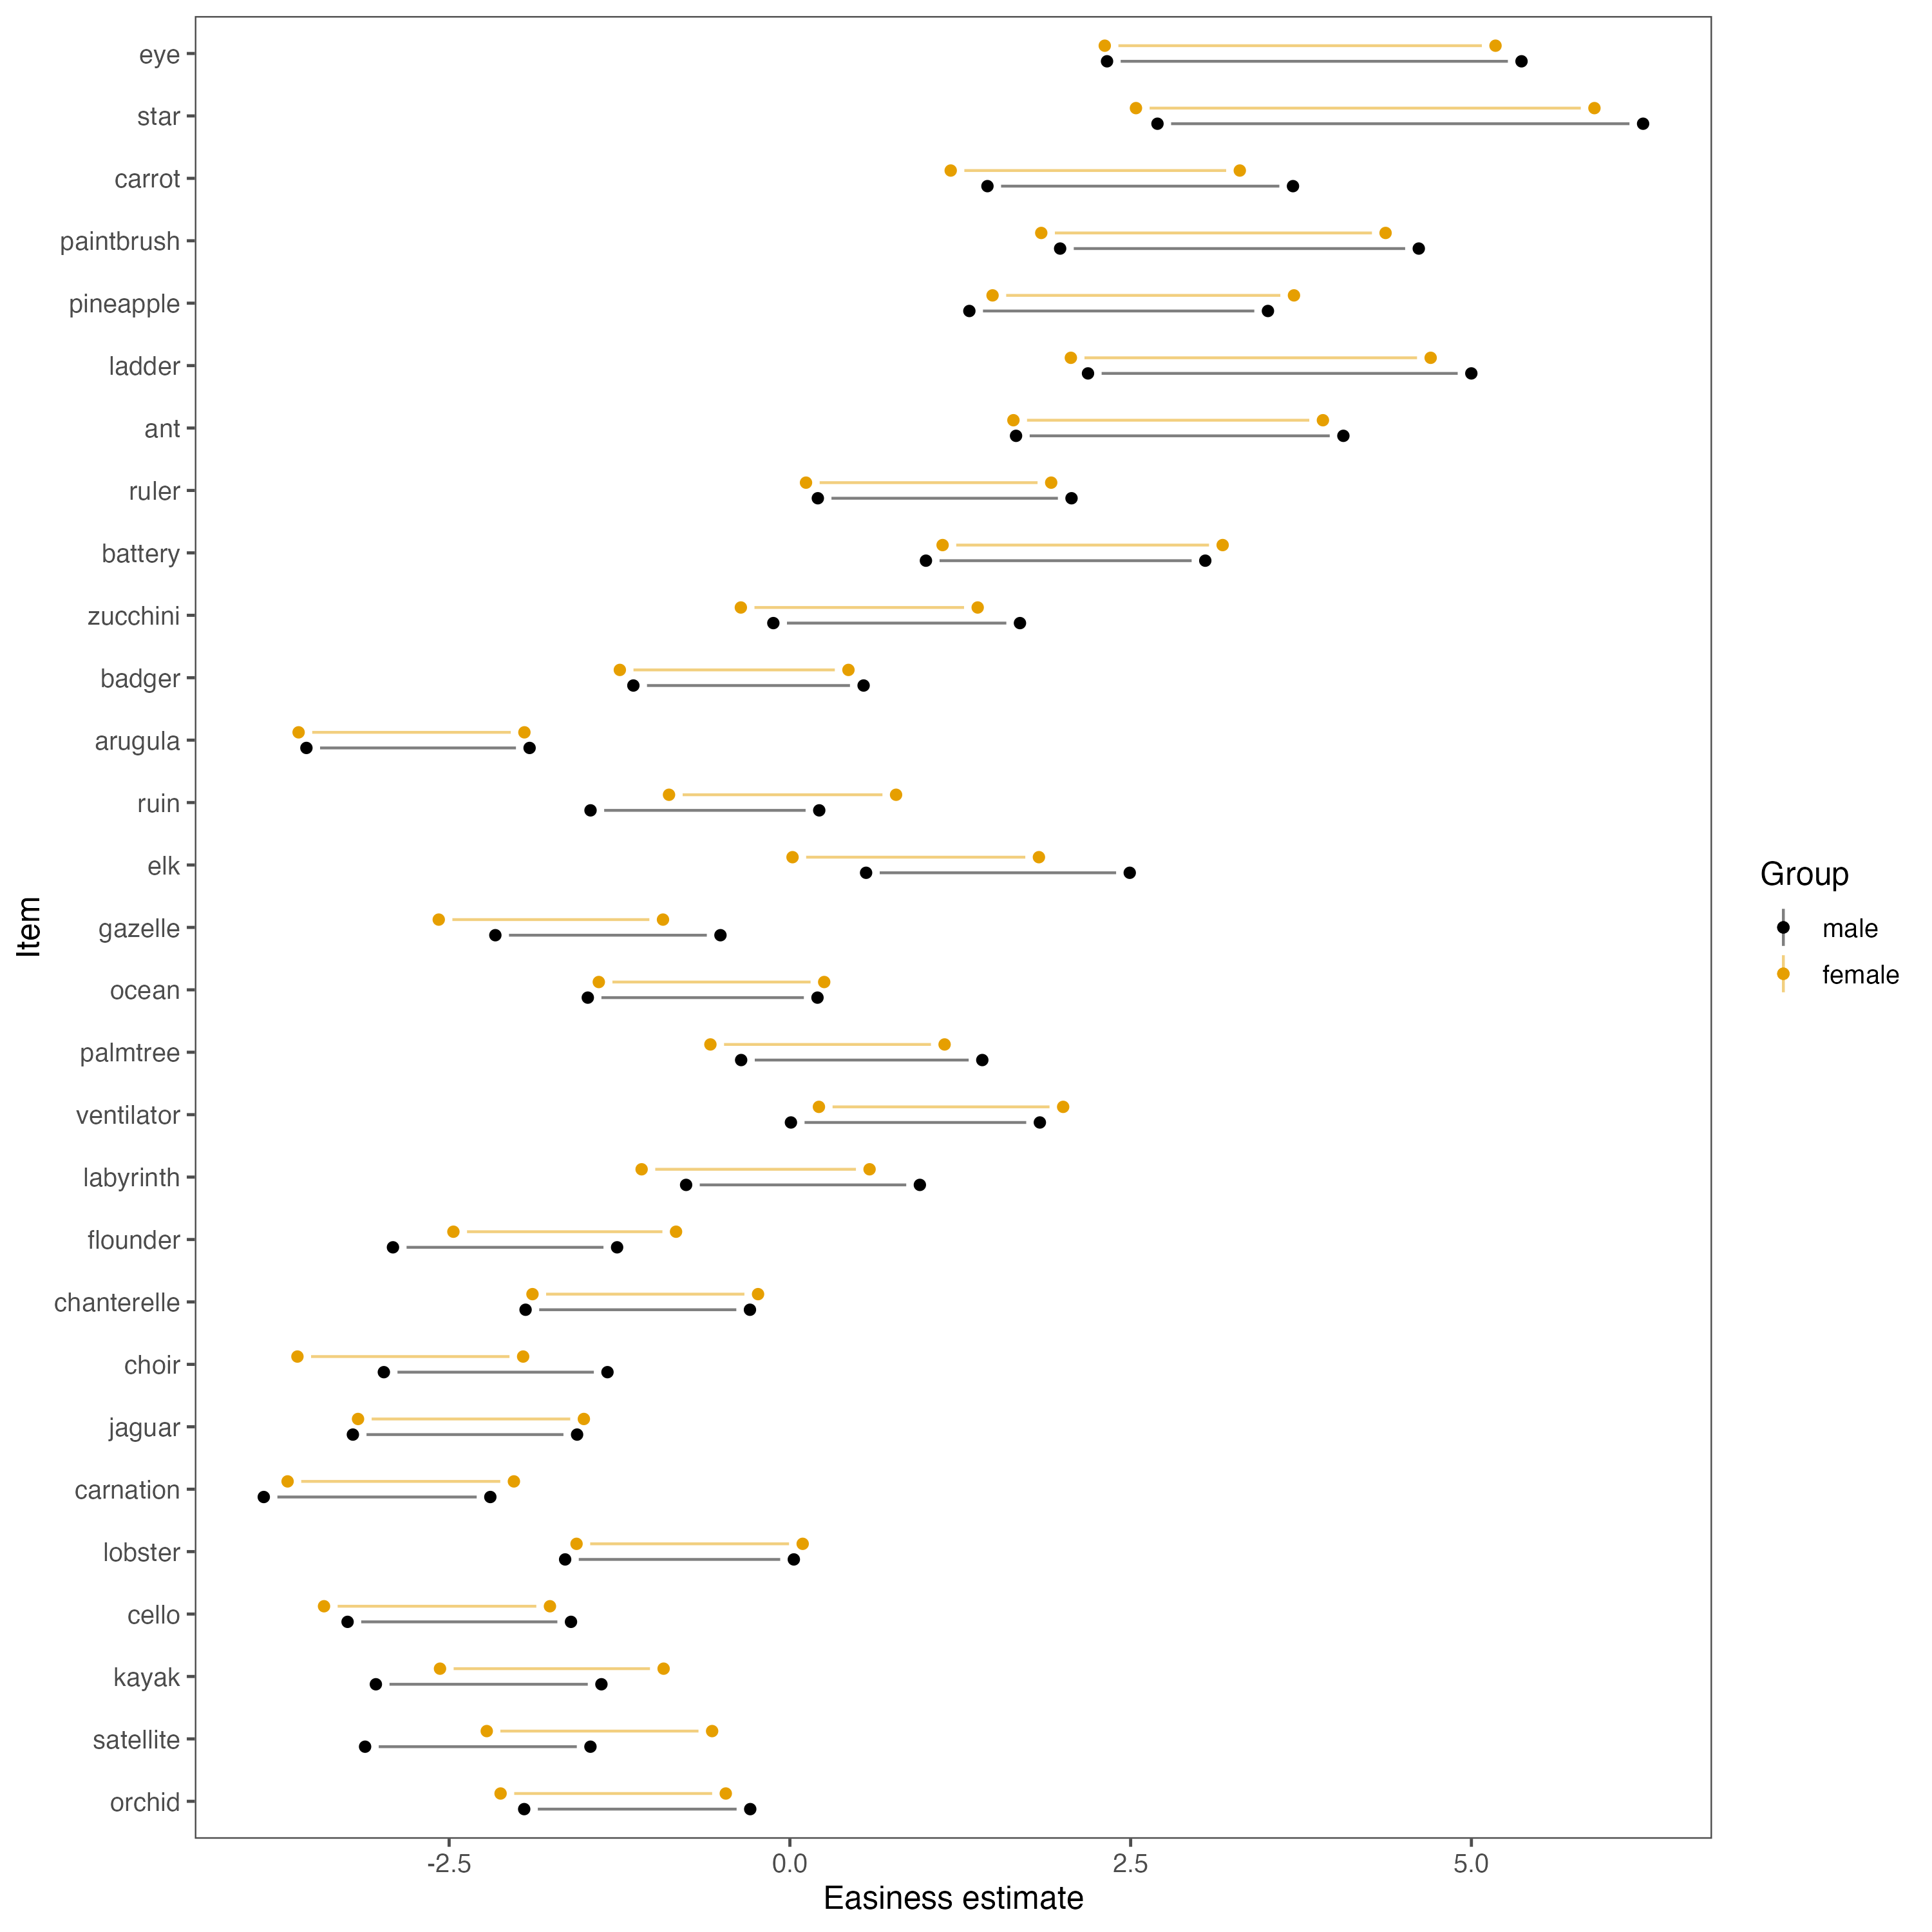 eye
star
carrot
paintbrush
pineapple
ladder
ant
ruler
battery
zucchini
badger
arugula
ruin
elk
gazelle
ocean
palmtree
ventilator
labyrinth
flounder
chanterelle
choir
jaguar
carnation
lobster
cello
kayak
satellite
orchid
Item
-2.5 0.0 2.5 5.0
Easiness estimate
Group
male
female